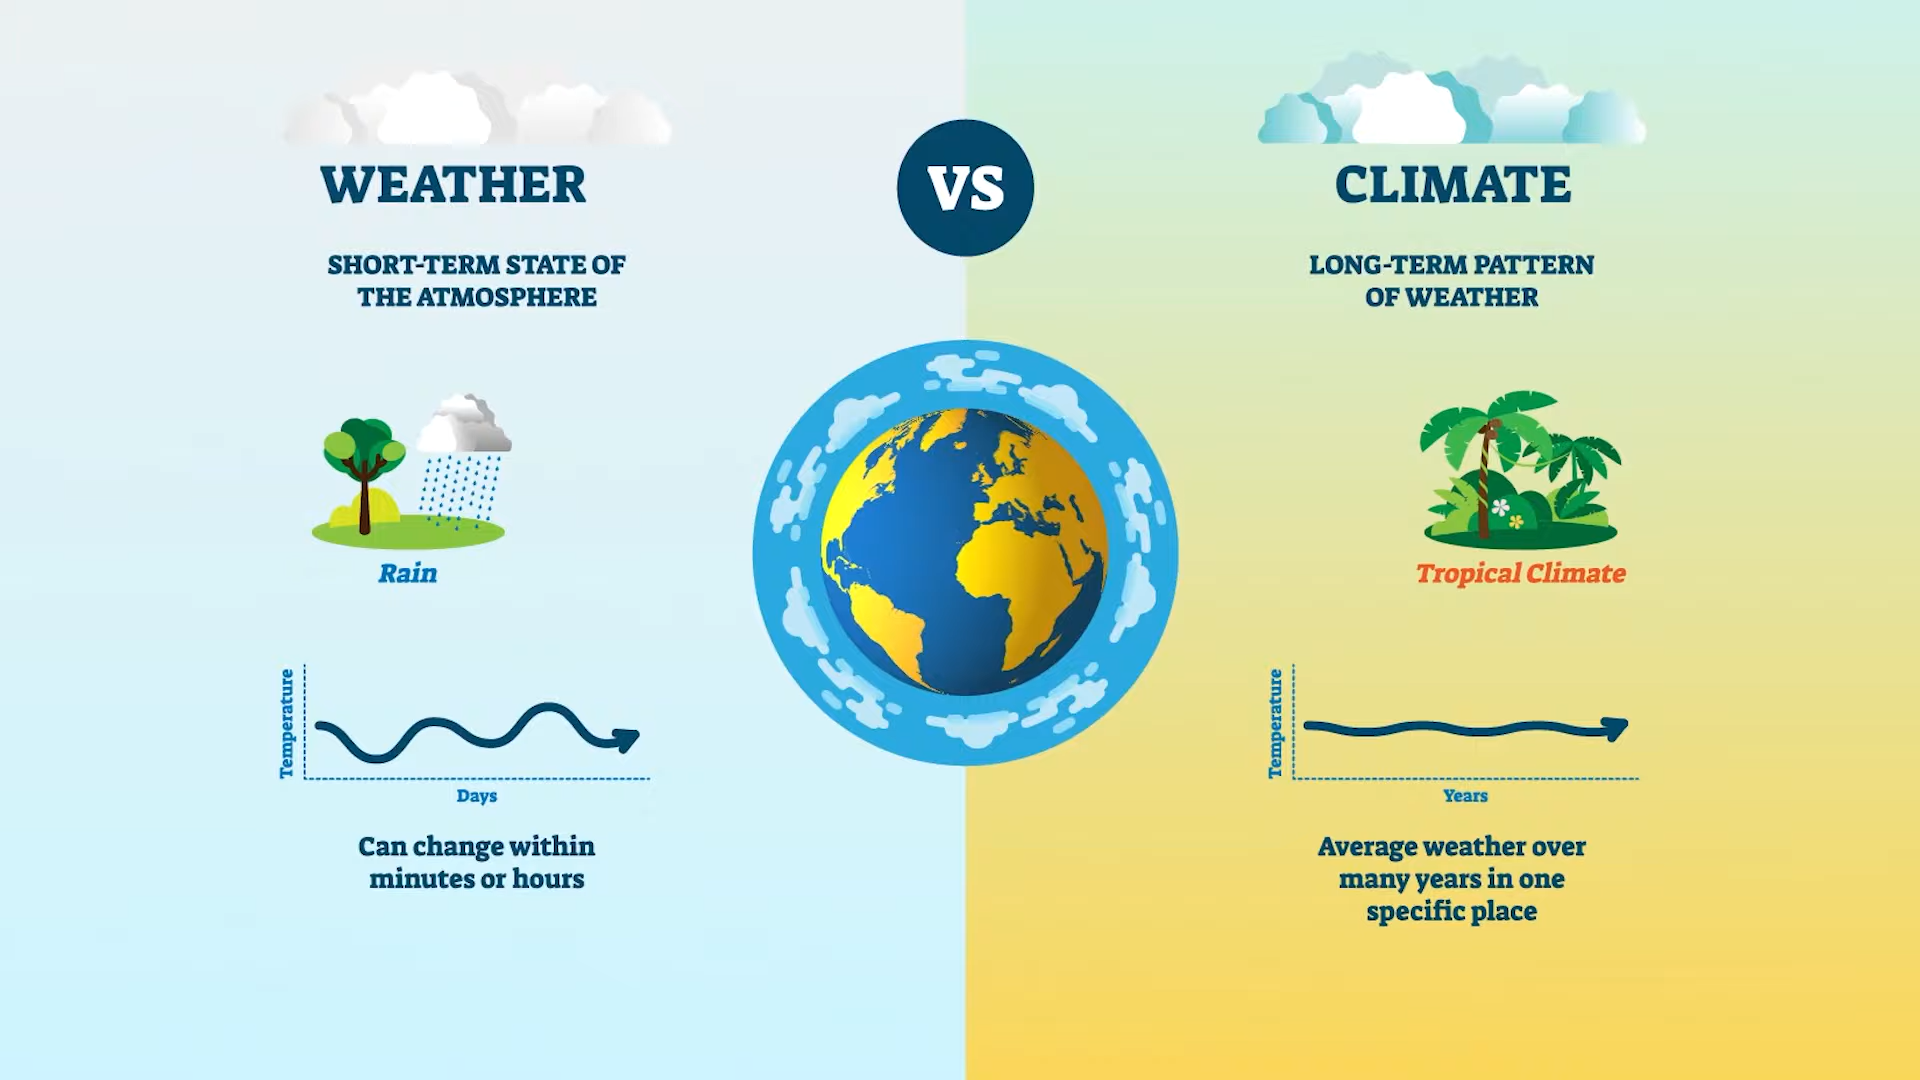 WEATHER
VS
CLIMATE
SHORT-TERM STATE OF
THE ATMOSPHERE
LONG-TERM PATTERN
OF WEATHER
Rain
Tropical Climate
Temperature
Days
Temperature
Years
Can change within
minutes or hours
Average weather over
many years in one
specific place